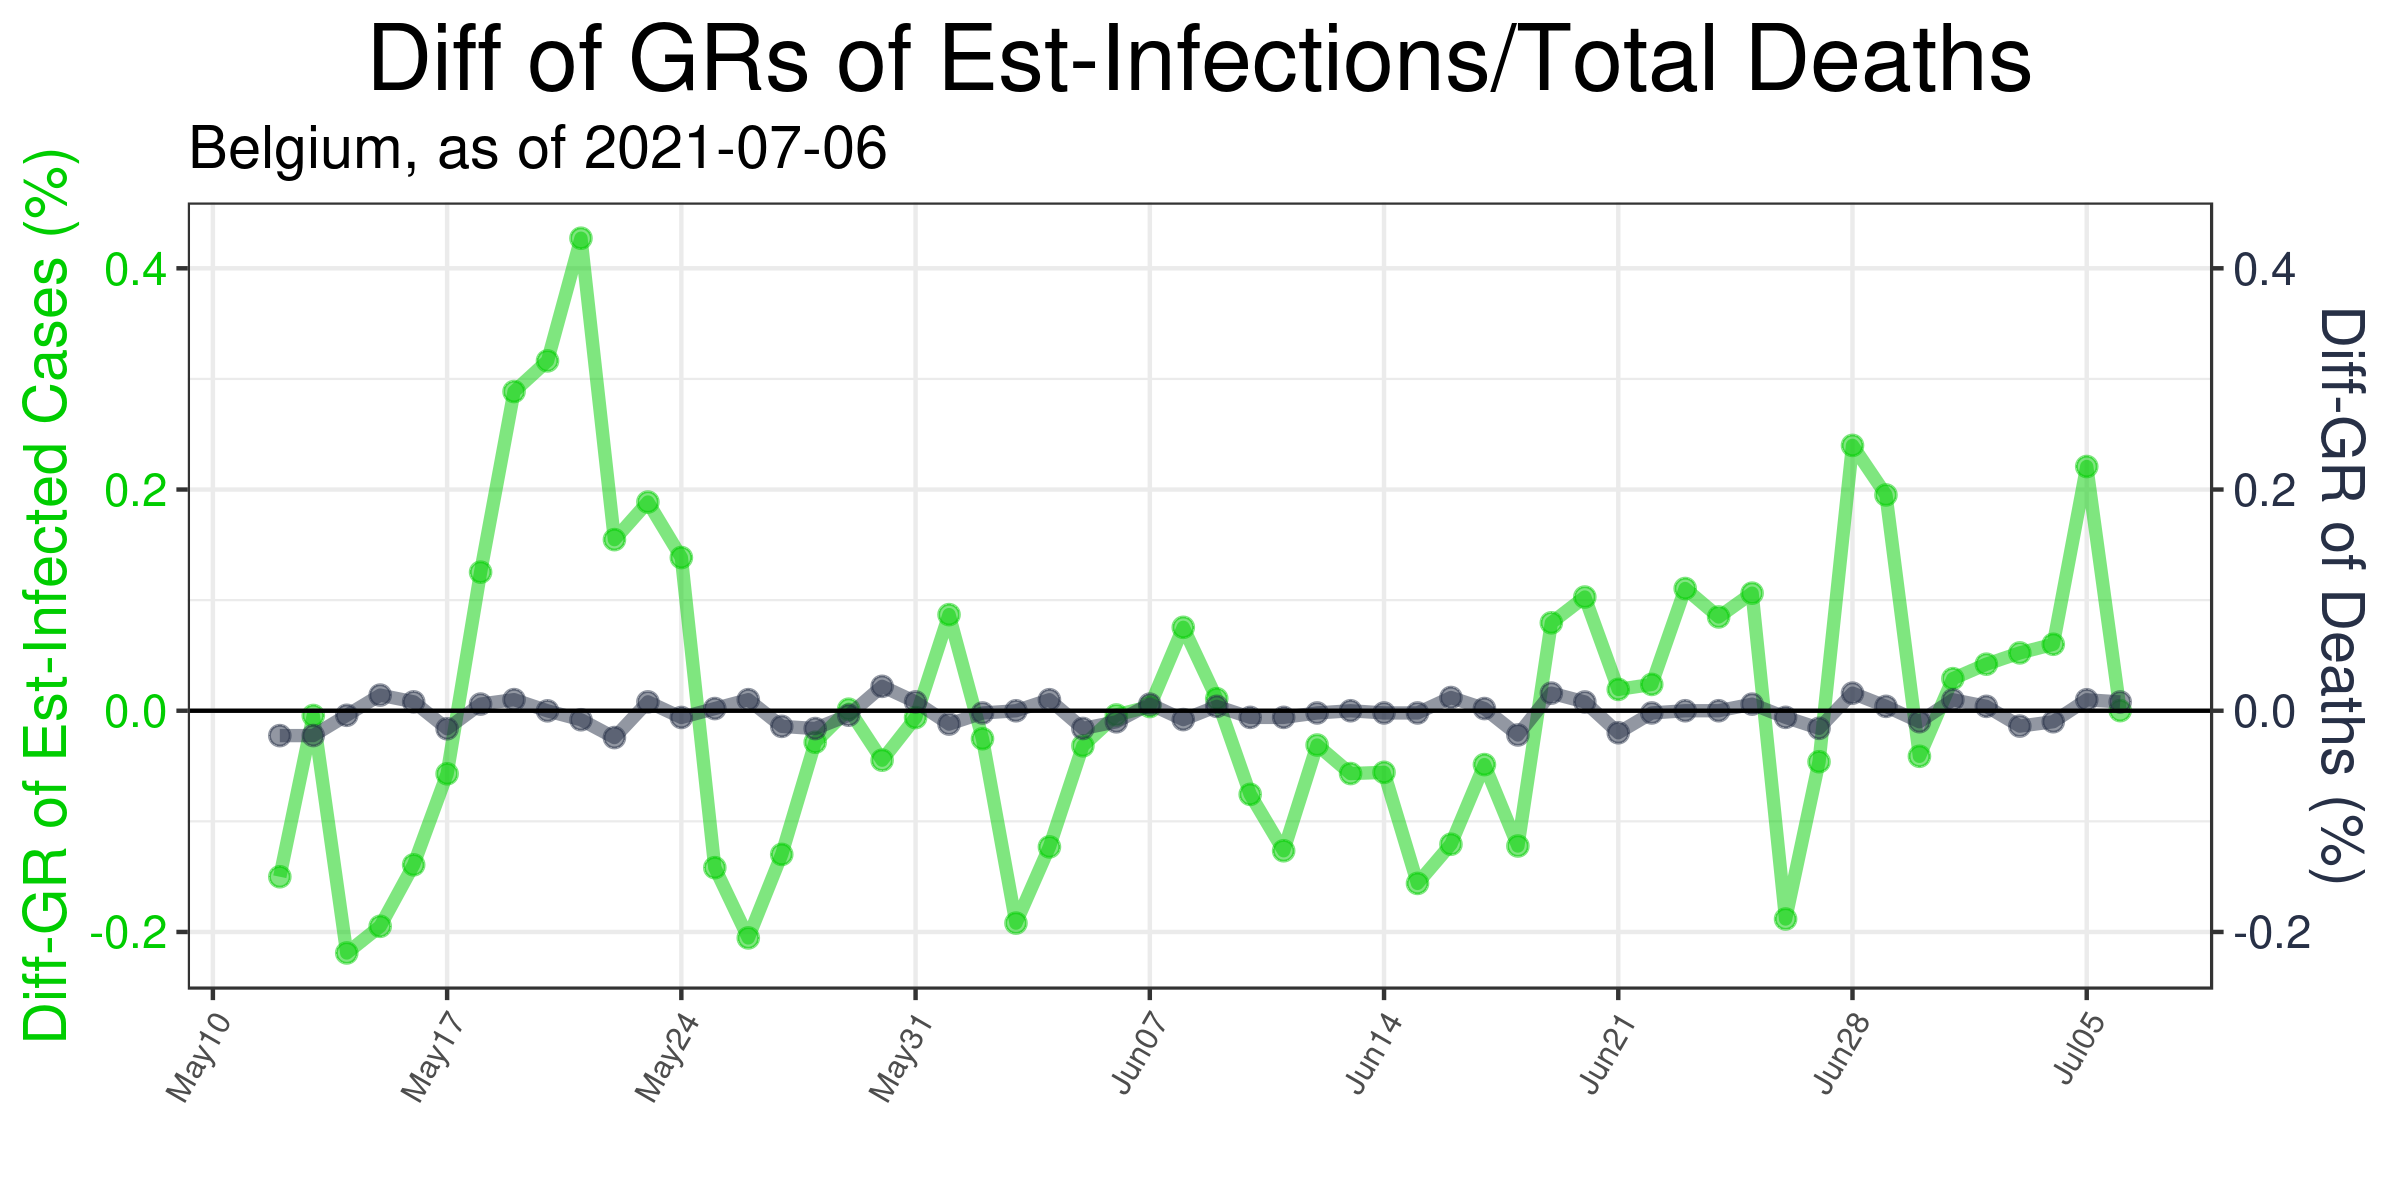 Diff of GRs of Est-Infections/Total Deaths
Belgium, as of 2021-07-06
Diff-GR of Est-Infected Cases (%)
0.4
0.2
0.0
-0.2
0.4
0.2
0.0
-0.2
Diff-GR of Deaths (%)
May10
May17
May24
May31
Jun07
Jun14
Jun21
Jun28
Jul05